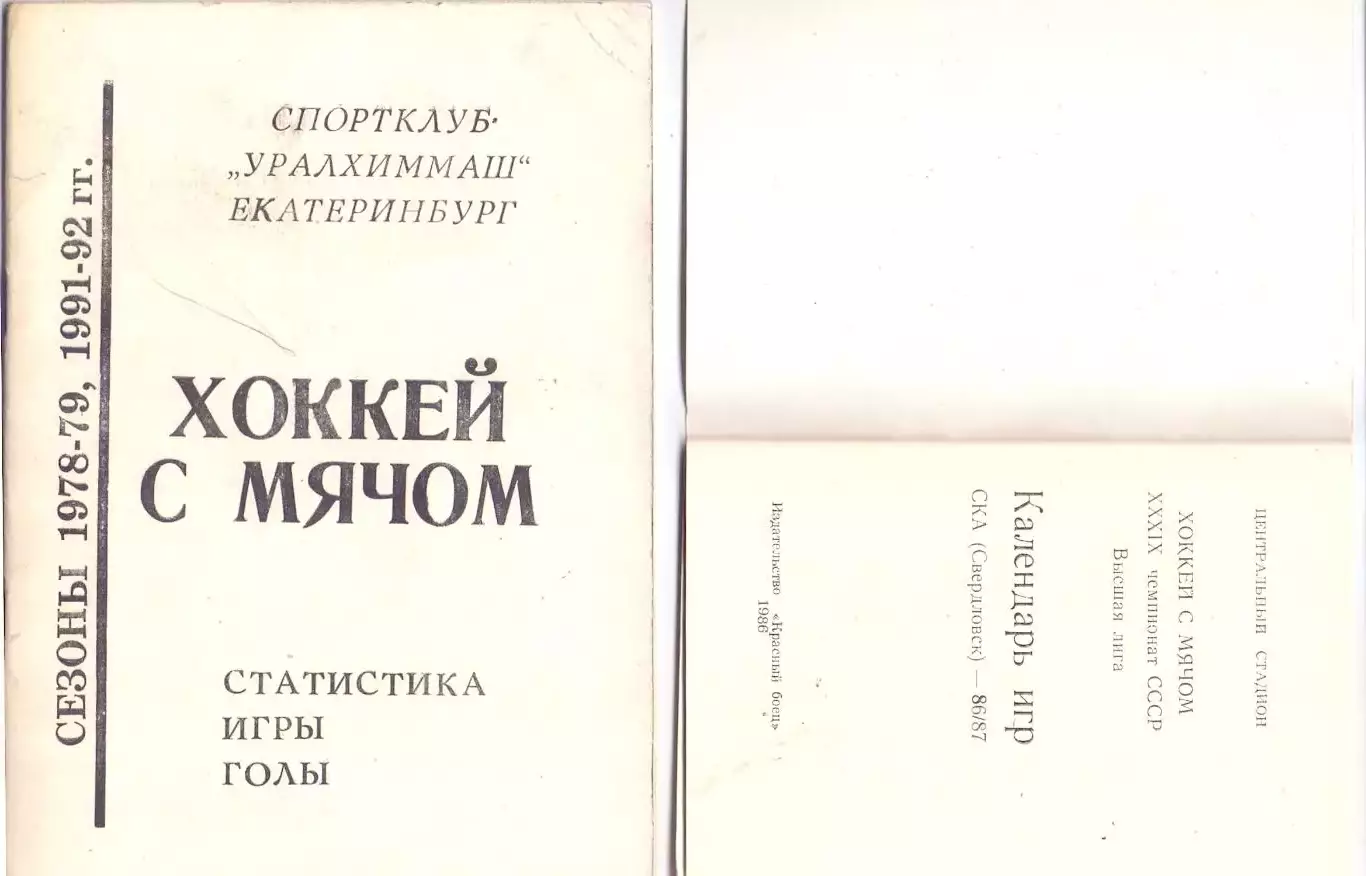 СПОРТКЛУБ
„УРАЛХИММАШ“
ЕКАТЕРИНБУРГ
СЕЗОНЫ 1978-79, 1991-92 гг.
ХОККЕЙ
С МЯЧОМ
СТАТИСТИКА
ИГРЫ
ГОЛЫ
ЦЕНТРАЛЬНЫЙ СТАДИОН
ХОККЕЙ С МЯЧОМ
XXXIX чемпионат СССР
Высшая лига
Календарь игр
СКА (Свердловск) — 86/87
Издательство «Красный боец»
1986